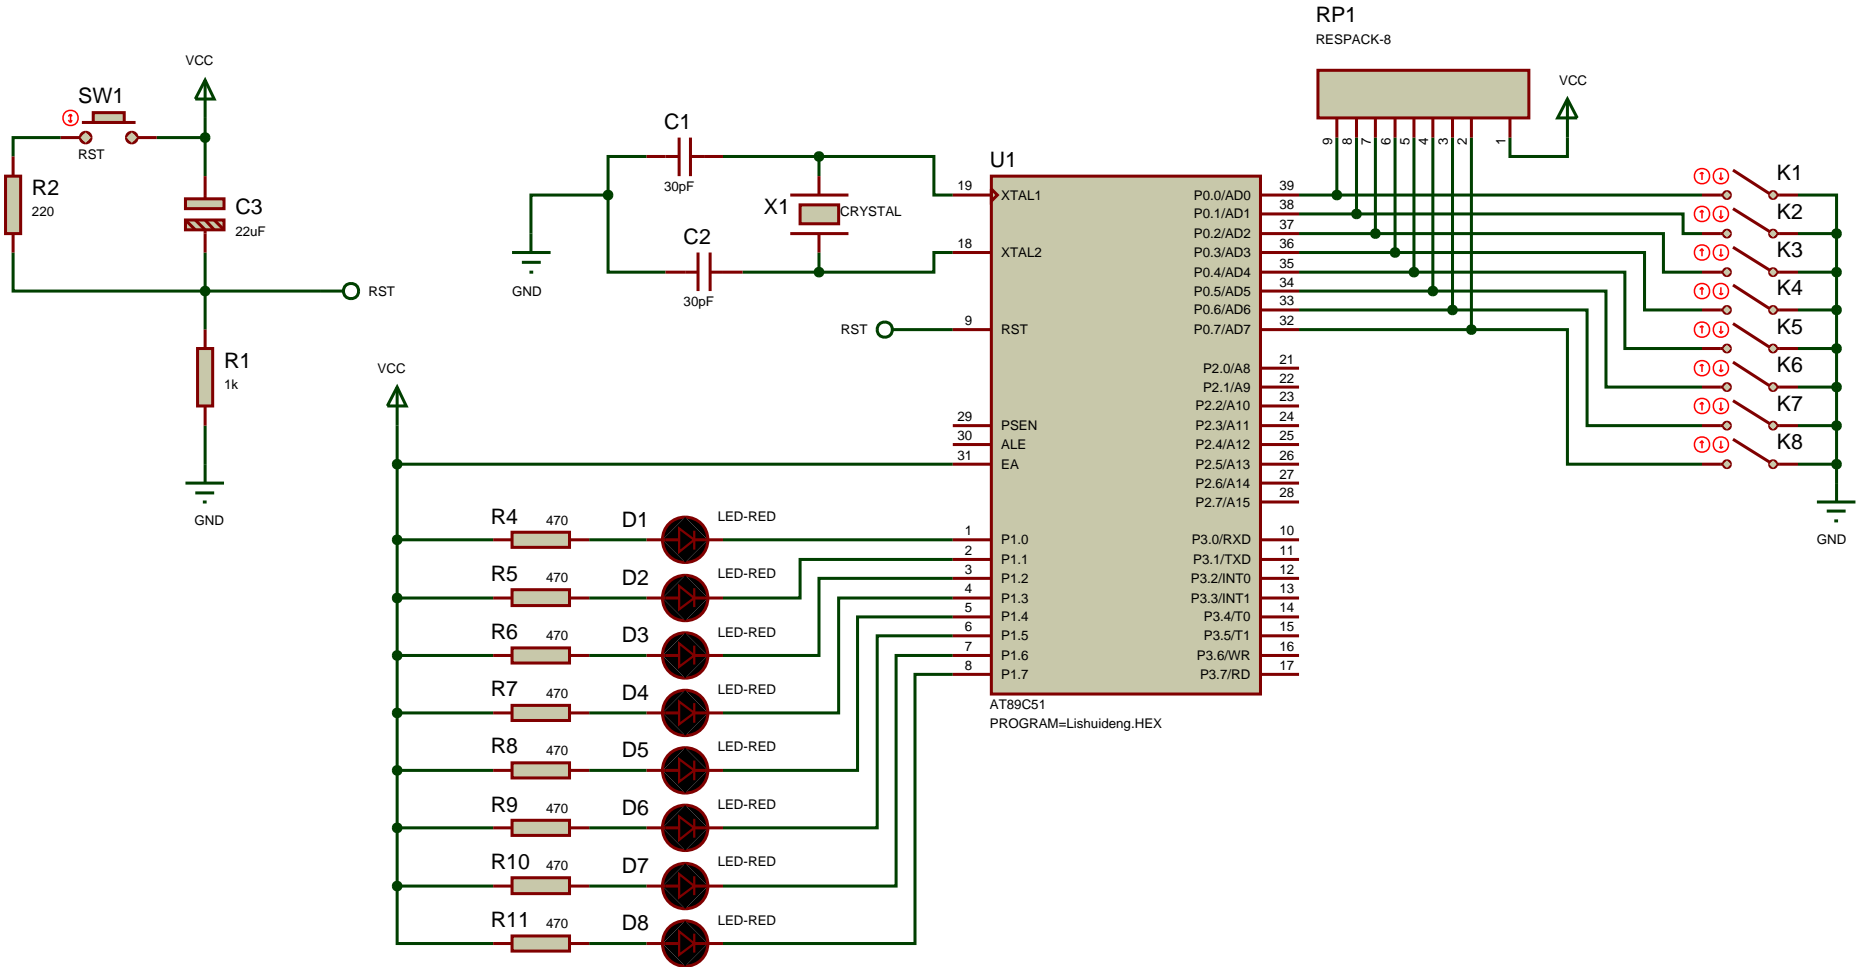 VCC
SW1
RST
R2
220
C3
22uF
RST
R1
1k
GND
C1
30pF
X1
CRYSTAL
C2
30pF
GND
RST
VCC
RP1
RESPACK-8
VCC
9
8
7
6
5
4
3
2
1
U1
19
XTAL1
18
XTAL2
9
RST
29
PSEN
30
ALE
31
EA
1
P1.0
2
P1.1
3
P1.2
4
P1.3
5
P1.4
6
P1.5
7
P1.6
8
P1.7
P0.0/AD0
39
P0.1/AD1
38
P0.2/AD2
37
P0.3/AD3
36
P0.4/AD4
35
P0.5/AD5
34
P0.6/AD6
33
P0.7/AD7
32
P2.0/A8
21
P2.1/A9
22
P2.2/A10
23
P2.3/A11
24
P2.4/A12
25
P2.5/A13
26
P2.6/A14
27
P2.7/A15
28
P3.0/RXD
10
P3.1/TXD
11
P3.2/INT0
12
P3.3/INT1
13
P3.4/T0
14
P3.5/T1
15
P3.6/WR
16
P3.7/RD
17
AT89C51
PROGRAM=Lishuideng.HEX
K1
K2
K3
K4
K5
K6
K7
K8
GND
R4 470 D1 LED-RED
R5 470 D2 LED-RED
R6 470 D3 LED-RED
R7 470 D4 LED-RED
R8 470 D5 LED-RED
R9 470 D6 LED-RED
R10 470 D7 LED-RED
R11 470 D8 LED-RED